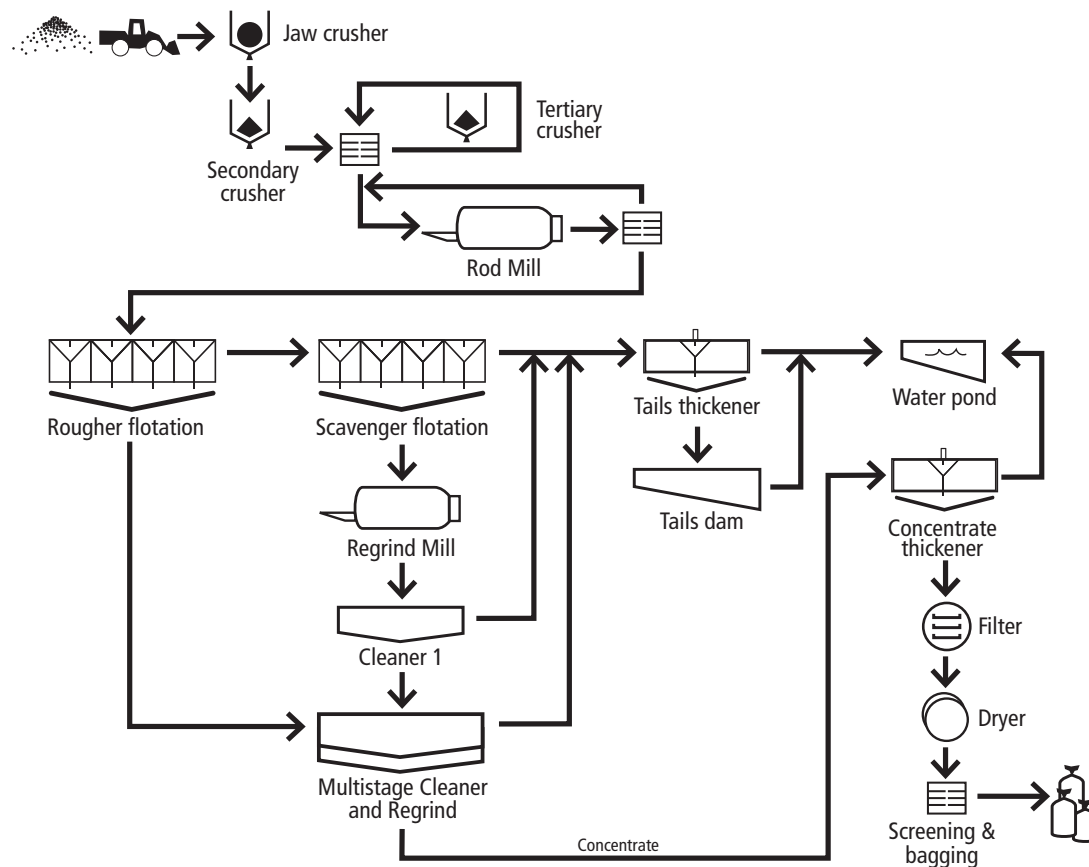 Jaw crusher
Tertiary
crusher
Secondary
crusher
Rod Mill
Rougher flotation
Scavenger flotation
Tails thickener
Water pond
Regrind Mill
Tails dam
Concentrate
thickener
Cleaner 1
Filter
Dryer
Multistage Cleaner
and Regrind
Concentrate
Screening &
bagging